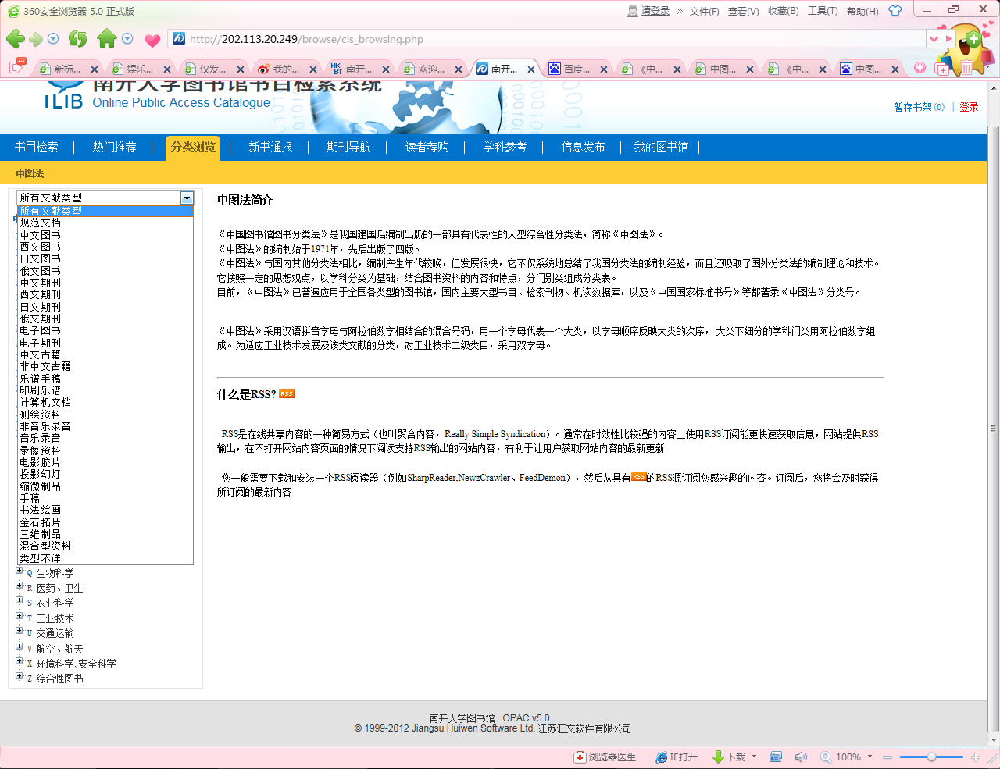 360安全浏览器 5.0 正式版
请登录 » 文件(F) 查看(V) 收藏(B) 工具(T) 帮助(H)
http://202.113.20.249/browse/cls_browsing.php
新标... 娱乐... 仅发... 我的... 南开... 欢迎... 南开... 百度... 《中... 中图... 《中... 中图...
南开大学图书馆书目检索系统
ILIB Online Public Access Catalogue
暂存书架(0) | 登录
书目检索 | 热门推荐 | 分类浏览 | 新书通报 | 期刊导航 | 读者荐购 | 学科参考 | 信息发布 | 我的图书馆 |
中图法
所有文献类型
所有文献类型
规范文档
中文图书
西文图书
日文图书
俄文图书
中文期刊
西文期刊
日文期刊
俄文期刊
电子图书
电子期刊
中文古籍
非中文古籍
乐谱手稿
印刷乐谱
计算机文档
测绘资料
非音乐录音
音乐录音
录像资料
电影胶片
投影幻灯
缩微制品
手稿
书法绘画
金石拓片
三维制品
混合型资料
类型不详
Q 生物科学
R 医药、卫生
S 农业科学
T 工业技术
U 交通运输
V 航空、航天
X 环境科学,安全科学
Z 综合性图书
中图法简介
《中国图书馆图书分类法》是我国建国后编制出版的一部具有代表性的大型综合性分类法，简称《中图法》。
《中图法》的编制始于1971年，先后出版了四版。
《中图法》与国内其他分类法相比，编制产生年代较晚，但发展很快，它不仅系统地总结了我国分类法的编制经验，而且还吸取了国外分类法的编制理论和技术。
它按照一定的思想观点，以学科分类为基础，结合图书资料的内容和特点，分门别类组成分类表。
目前，《中图法》已普遍应用于全国各类型的图书馆，国内主要大型书目、检索刊物、机读数据库，以及《中国国家标准书号》等都著录《中图法》分类号。
《中图法》采用汉语拼音字母与阿拉伯数字相结合的混合号码，用一个字母代表一个大类，以字母顺序反映大类的次序， 大类下细分的学科门类用阿拉伯数字组
成。为适应工业技术发展及该类文献的分类，对工业技术二级类目，采用双字母。
什么是RSS? RSS
RSS是在线共享内容的一种简易方式（也叫聚合内容，Really Simple Syndication）。通常在时效性比较强的内容上使用RSS订阅能更快速获取信息，网站提供RSS
输出，在不打开网站内容页面的情况下阅读支持RSS输出的网站内容，有利于让用户获取网站内容的最新更新
您一般需要下载和安装一个RSS阅读器（例如SharpReader,NewzCrawler、FeedDemon），然后从具有RSS的RSS源订阅您感兴趣的内容。订阅后，您将会及时获得
所订阅的最新内容
南开大学图书馆 OPAC v5.0
© 1999-2012 Jiangsu Huiwen Software Ltd. 江苏汇文软件有限公司
浏览器医生 IE打开 下载 100%